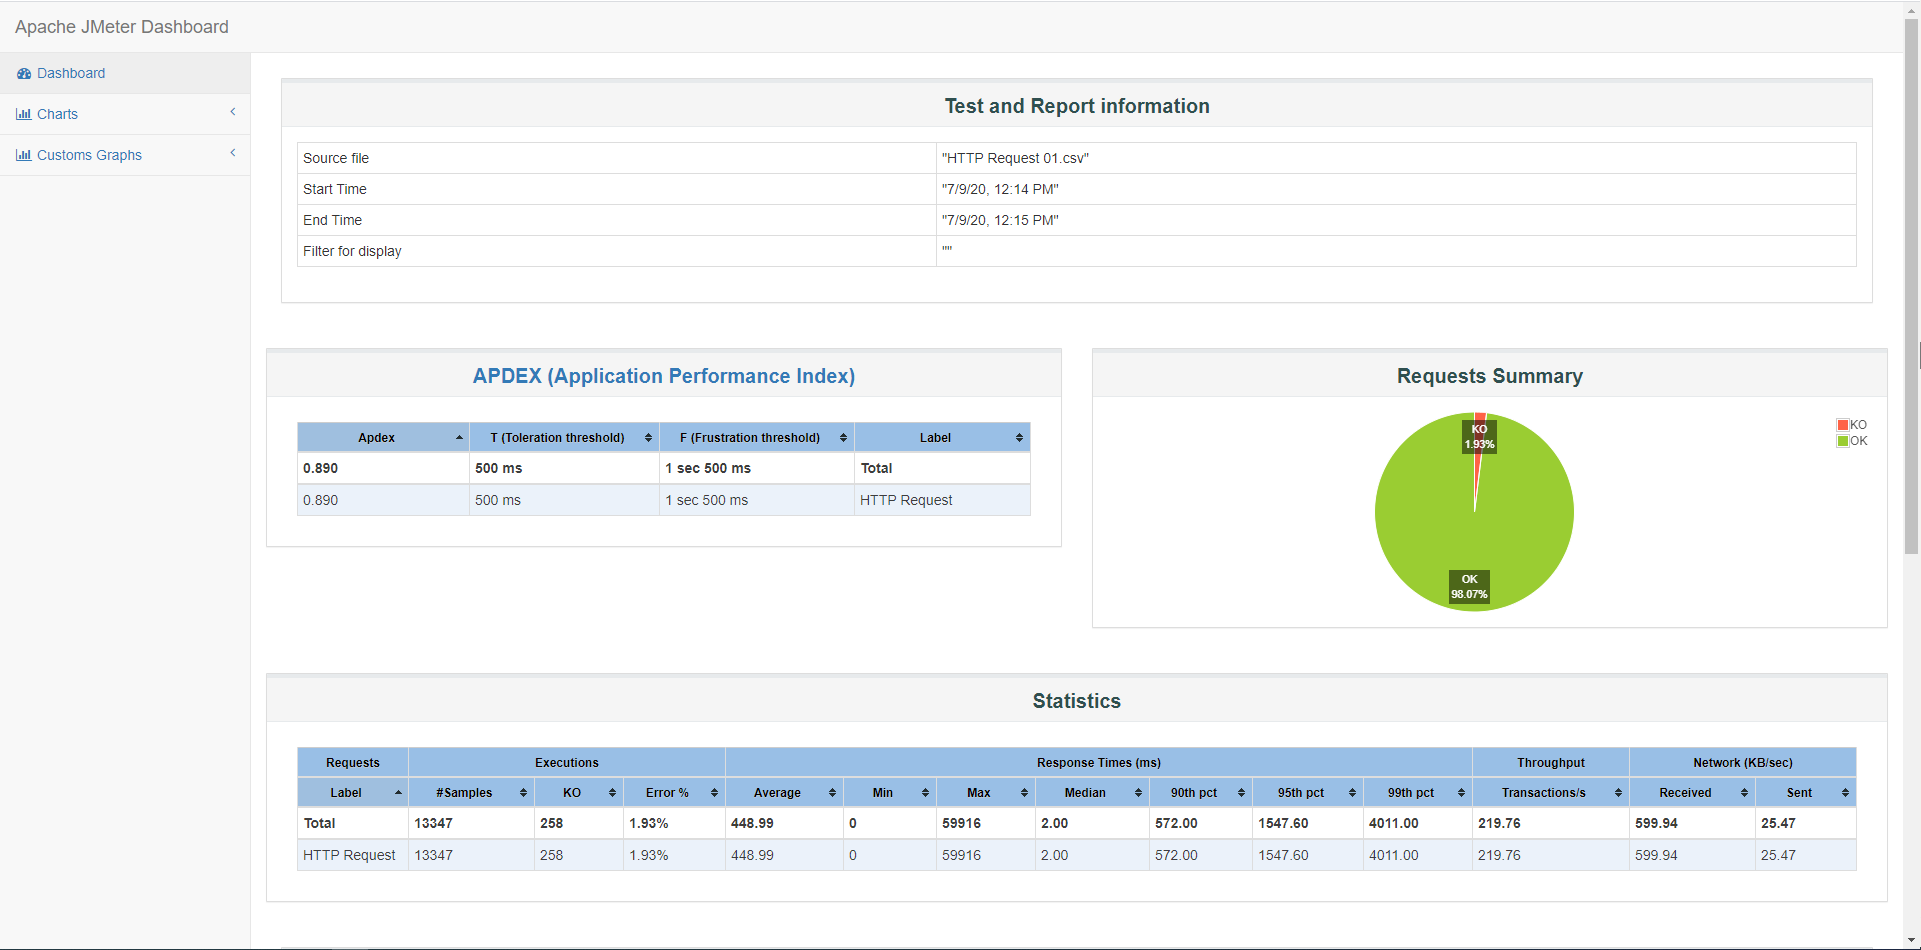 Apache JMeter Dashboard
Dashboard
Charts
Customs Graphs
Test and Report information
Source file "HTTP Request 01.csv"
Start Time "7/9/20, 12:14 PM"
End Time "7/9/20, 12:15 PM"
Filter for display ""
APDEX (Application Performance Index)
Apdex T (Toleration threshold) F (Frustration threshold) Label
0.890 500 ms 1 sec 500 ms Total
0.890 500 ms 1 sec 500 ms HTTP Request
Requests Summary
KO
1.93%
OK
98.07%
KO
OK
Statistics
Requests Executions Response Times (ms) Throughput Network (KB/sec)
Label #Samples KO Error % Average Min Max Median 90th pct 95th pct 99th pct Transactions/s Received Sent
Total 13347 258 1.93% 448.99 0 59916 2.00 572.00 1547.60 4011.00 219.76 599.94 25.47
HTTP Request 13347 258 1.93% 448.99 0 59916 2.00 572.00 1547.60 4011.00 219.76 599.94 25.47